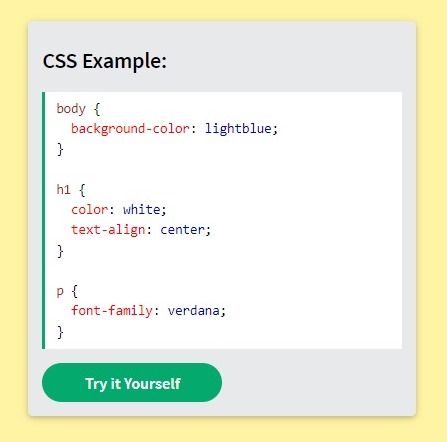 CSS Example:
body {
  background-color: lightblue;
}

h1 {
  color: white;
  text-align: center;
}

p {
  font-family: verdana;
}
Try it Yourself